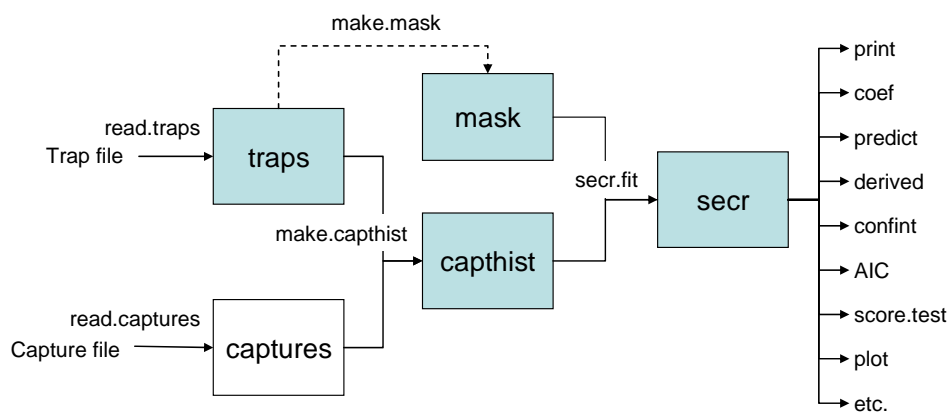 make.mask
print
coef
predict
derived
confint
AIC
score.test
plot
etc.
mask
read.traps
Trap file
traps
secr.fit
secr
make.capthist
capthist
read.captures
Capture file
captures